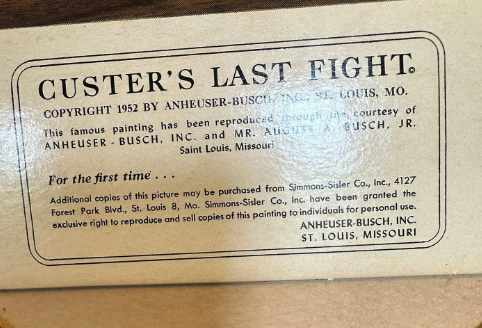 CUSTER'S LAST FIGHT©
COPYRIGHT 1952 BY ANHEUSER-BUSCH, INC., ST. LOUIS, MO.
This famous painting has been reproduced through the courtesy of
ANHEUSER-BUSCH, INC. and MR. AUGUST A. BUSCH, JR.
Saint Louis, Missouri
For the first time . . .
Additional copies of this picture may be purchased from Simmons-Sisler Co., Inc., 4127
Forest Park Blvd., St. Louis 8, Mo. Simmons-Sisler Co., Inc. have been granted the
exclusive right to reproduce and sell copies of this painting to individuals for personal use.
ANHEUSER-BUSCH, INC.
ST. LOUIS, MISSOURI